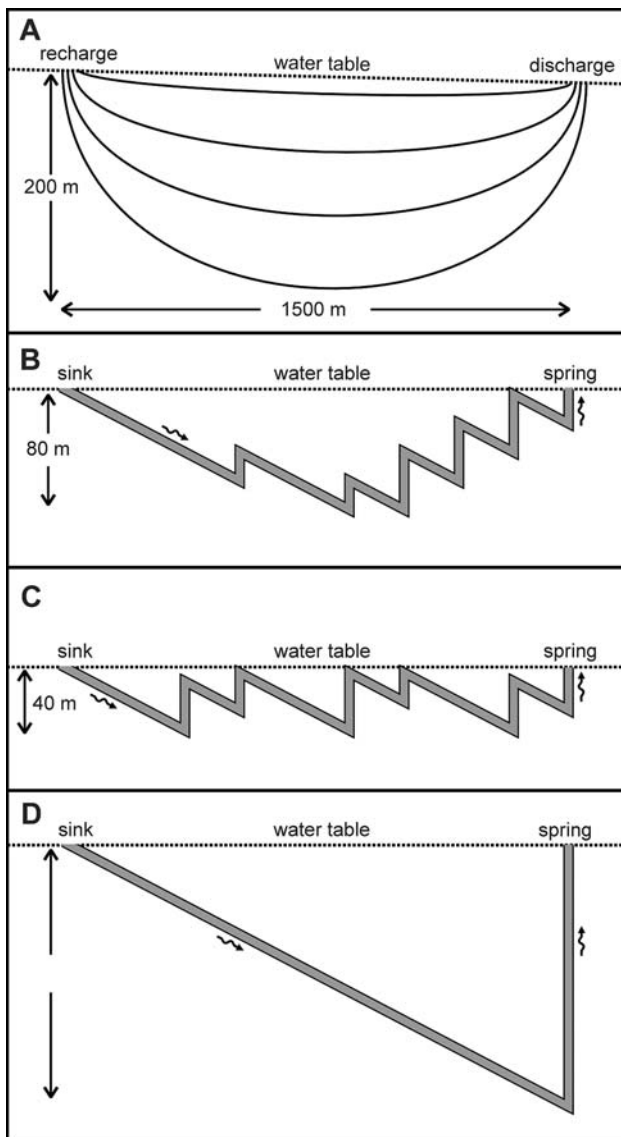 A
recharge
water table
discharge
200 m
1500 m
B
sink
water table
spring
80 m
C
sink
water table
spring
40 m
D
sink
water table
spring